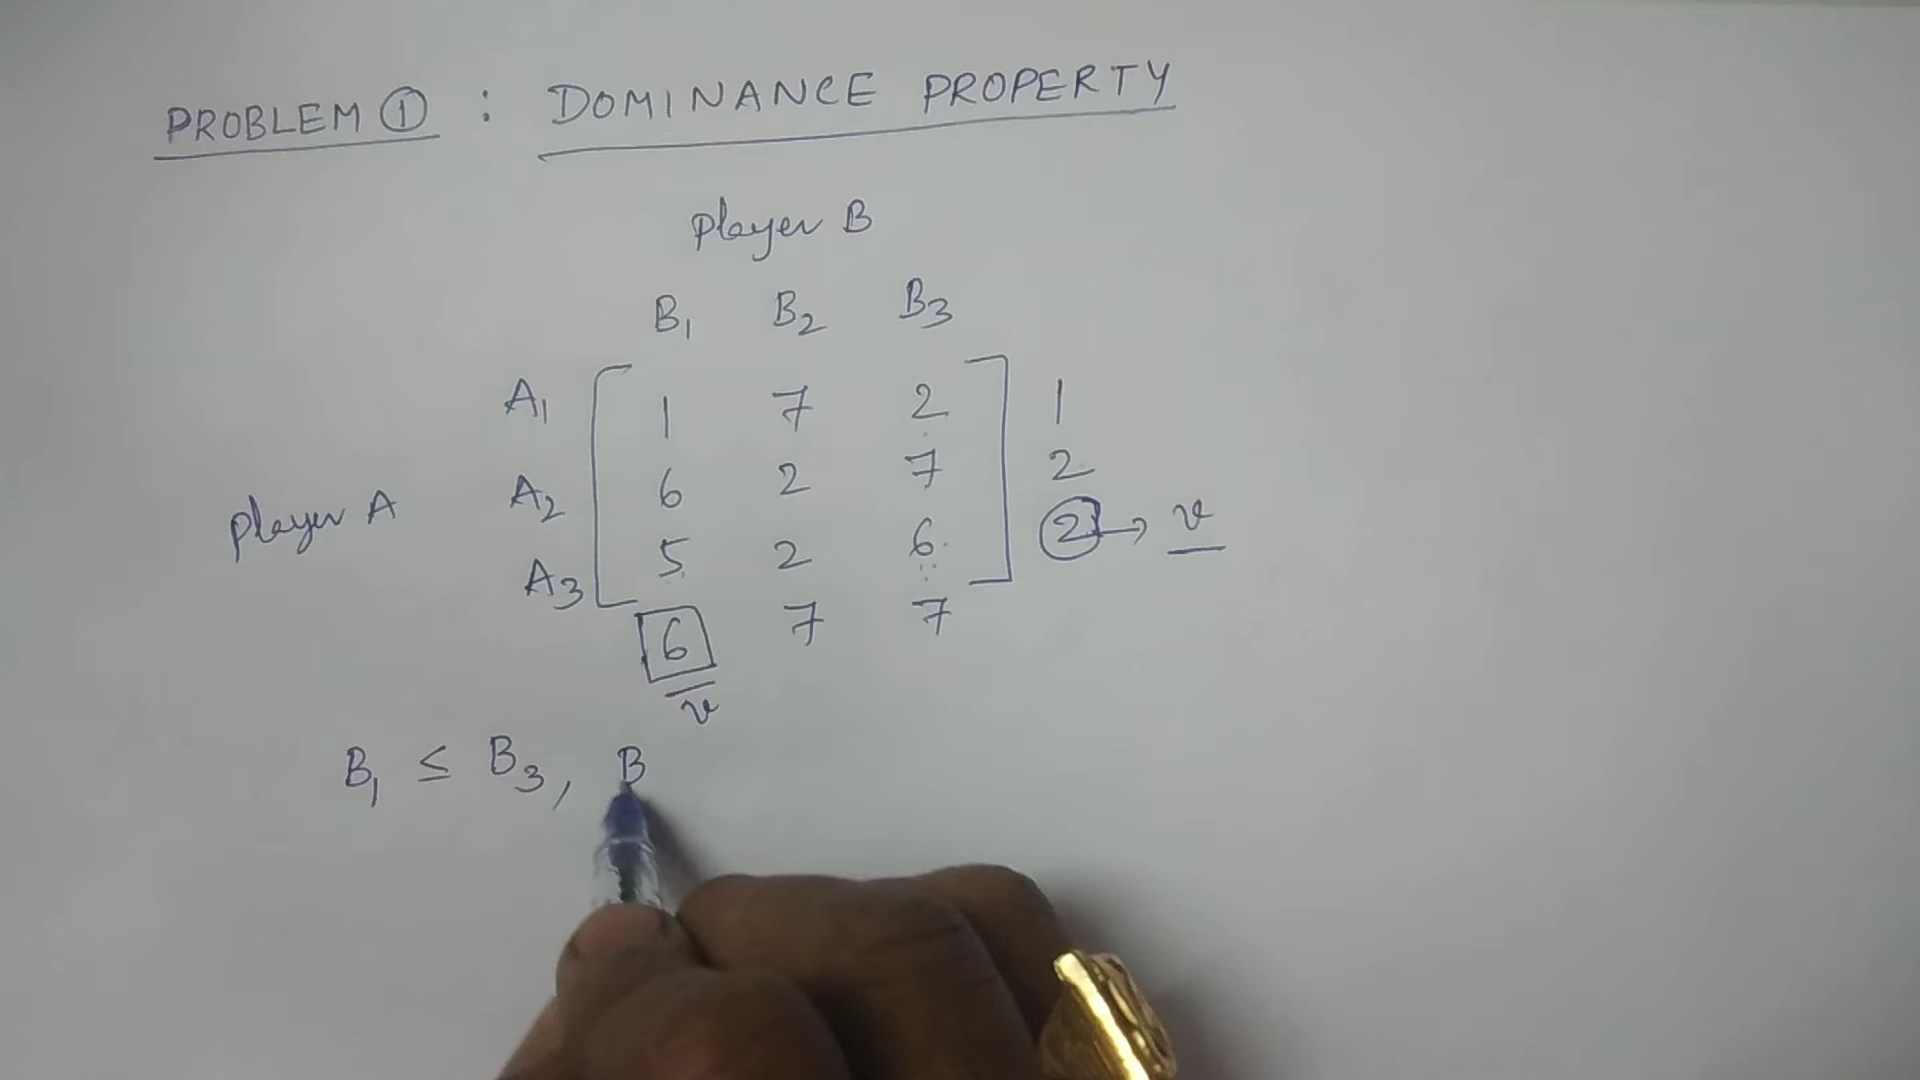 PROBLEM ① : DOMINANCE PROPERTY
Player B
B₁ B₂ B₃
A₁ 1 7 2 1
A₂ 6 2 7 2
Player A
A₃ 5 2 6 2 → v
6 7 7
v
B₁ ≤ B₃, B